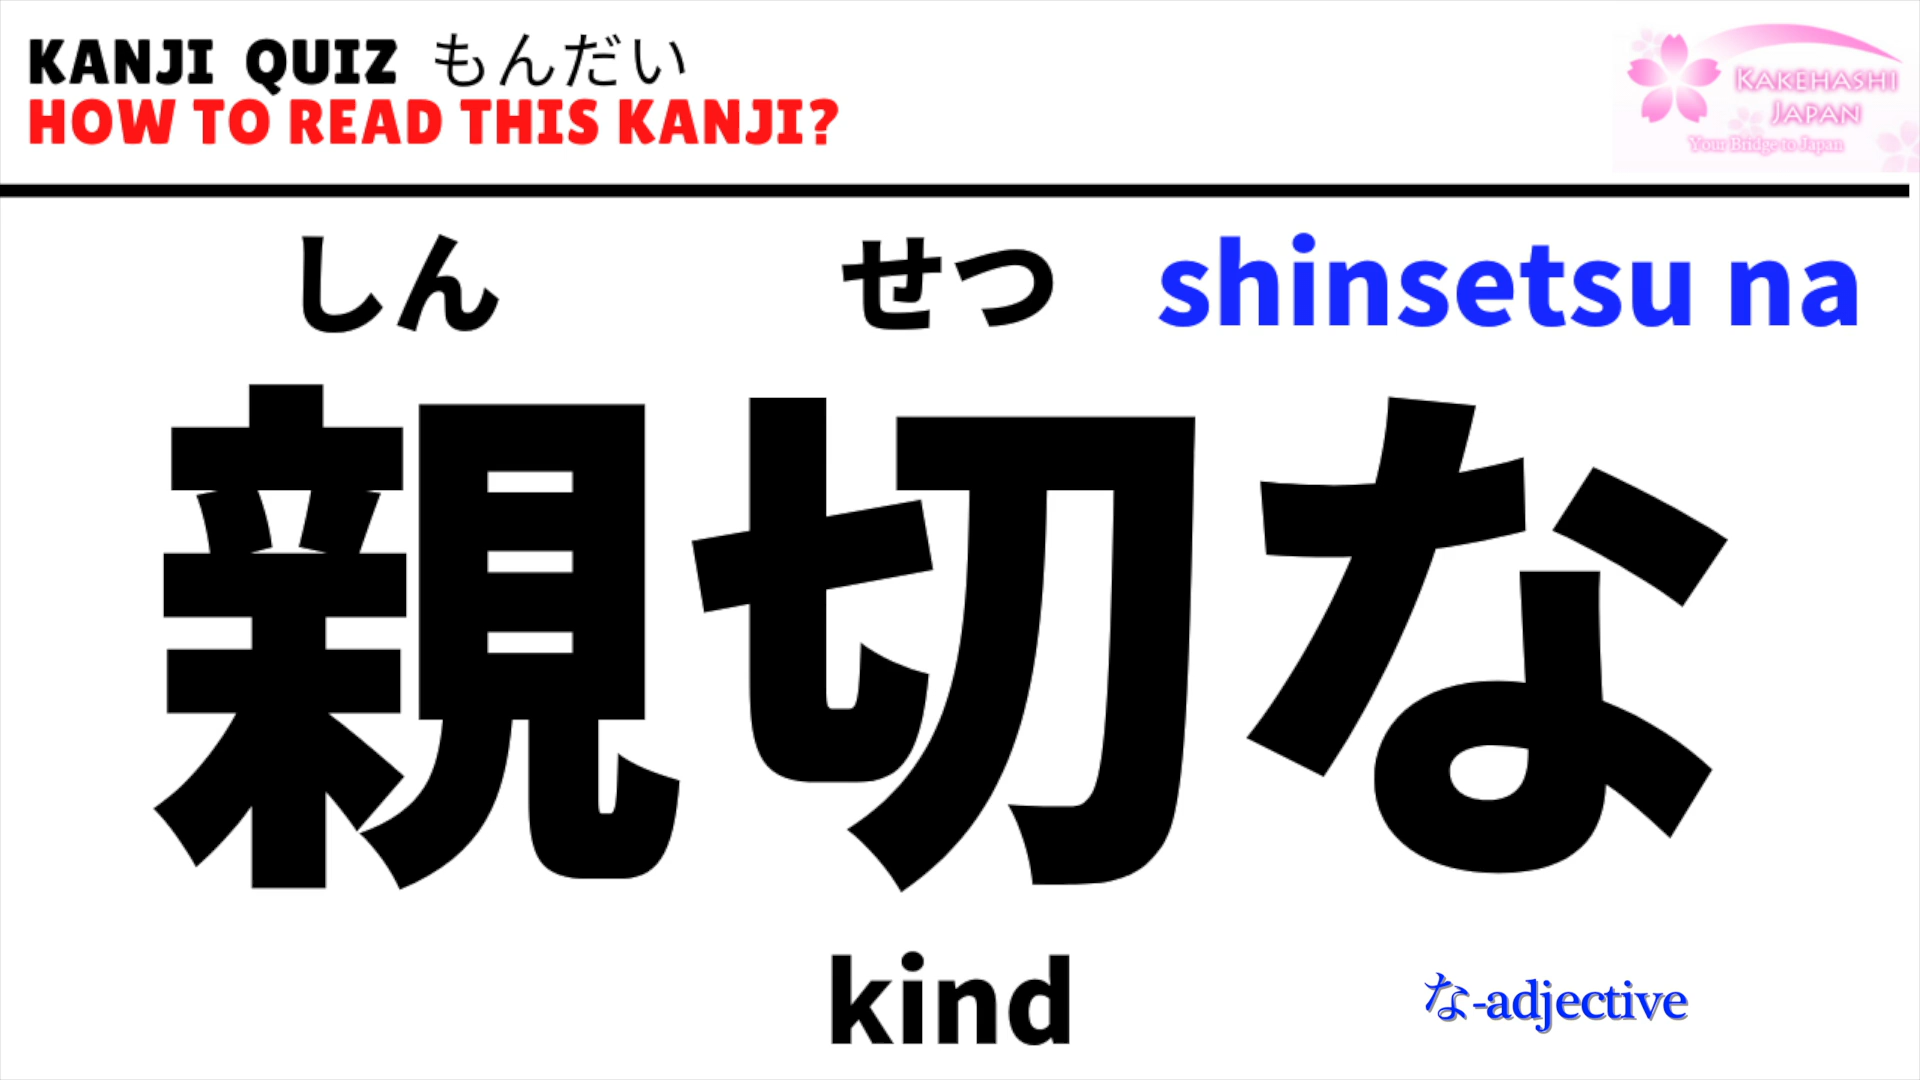 KANJI QUIZ もんだい
HOW TO READ THIS KANJI?
KAKEHASHI
JAPAN
Your Bridge to Japan
しん せつ shinsetsu na
親切な
kind
な-adjective